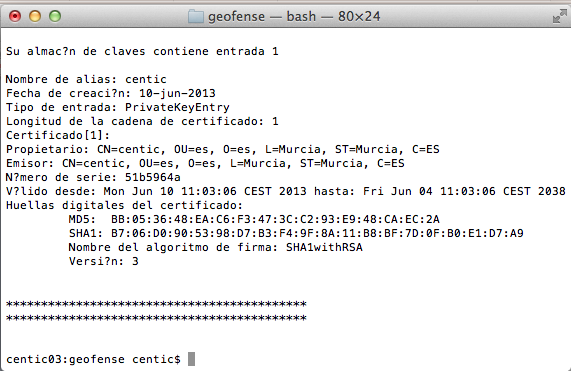 geofense — bash — 80×24
Su almac?n de claves contiene entrada 1
Nombre de alias: centic
Fecha de creaci?n: 10-jun-2013
Tipo de entrada: PrivateKeyEntry
Longitud de la cadena de certificado: 1
Certificado[1]:
Propietario: CN=centic, OU=es, O=es, L=Murcia, ST=Murcia, C=ES
Emisor: CN=centic, OU=es, O=es, L=Murcia, ST=Murcia, C=ES
N?mero de serie: 51b5964a
V?lido desde: Mon Jun 10 11:03:06 CEST 2013 hasta: Fri Jun 04 11:03:06 CEST 2038
Huellas digitales del certificado:
MD5:  BB:05:36:48:EA:C6:F3:47:3C:C2:93:E9:48:CA:EC:2A
SHA1: B7:06:D0:90:53:98:D7:B3:F4:9F:8A:11:B8:BF:7D:0F:B0:E1:D7:A9
Nombre del algoritmo de firma: SHA1withRSA
Versi?n: 3
*******************************************
*******************************************
centic03:geofense centic$